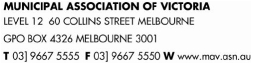 MUNICIPAL ASSOCIATION OF VICTORIA
LEVEL 12 60 COLLINS STREET MELBOURNE
GPO BOX 4326 MELBOURNE 3001
T 03] 9667 5555 F 03] 9667 5550 W www.mav.asn.au